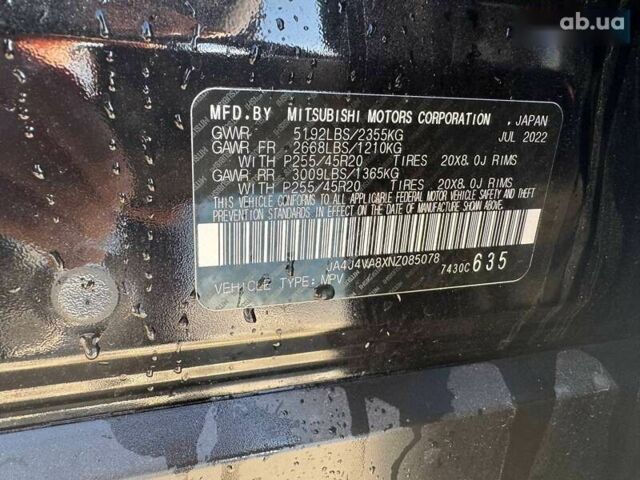 ab.ua
MFD.BY MITSUBISHI MOTORS CORPORATION , JAPAN
GVWR 5192LBS/2355KG JUL 2022
GAWR FR 2668LBS/1210KG
WITH P255/45R20 TIRES 20X8.0J RIMS
GAWR RR 3009LBS/1365KG
WITH P255/45R20 TIRES 20X8.0J RIMS
THIS VEHICLE CONFORMS TO ALL APPLICABLE FEDERAL MOTOR VEHICLE SAFETY AND THEFT
PREVENTION STANDARDS IN EFFECT ON THE DATE OF MANUFACTURE SHOWN ABOVE.
JA4J4VA8XNZ085078
VEHICLE TYPE: MPV 7430C 635